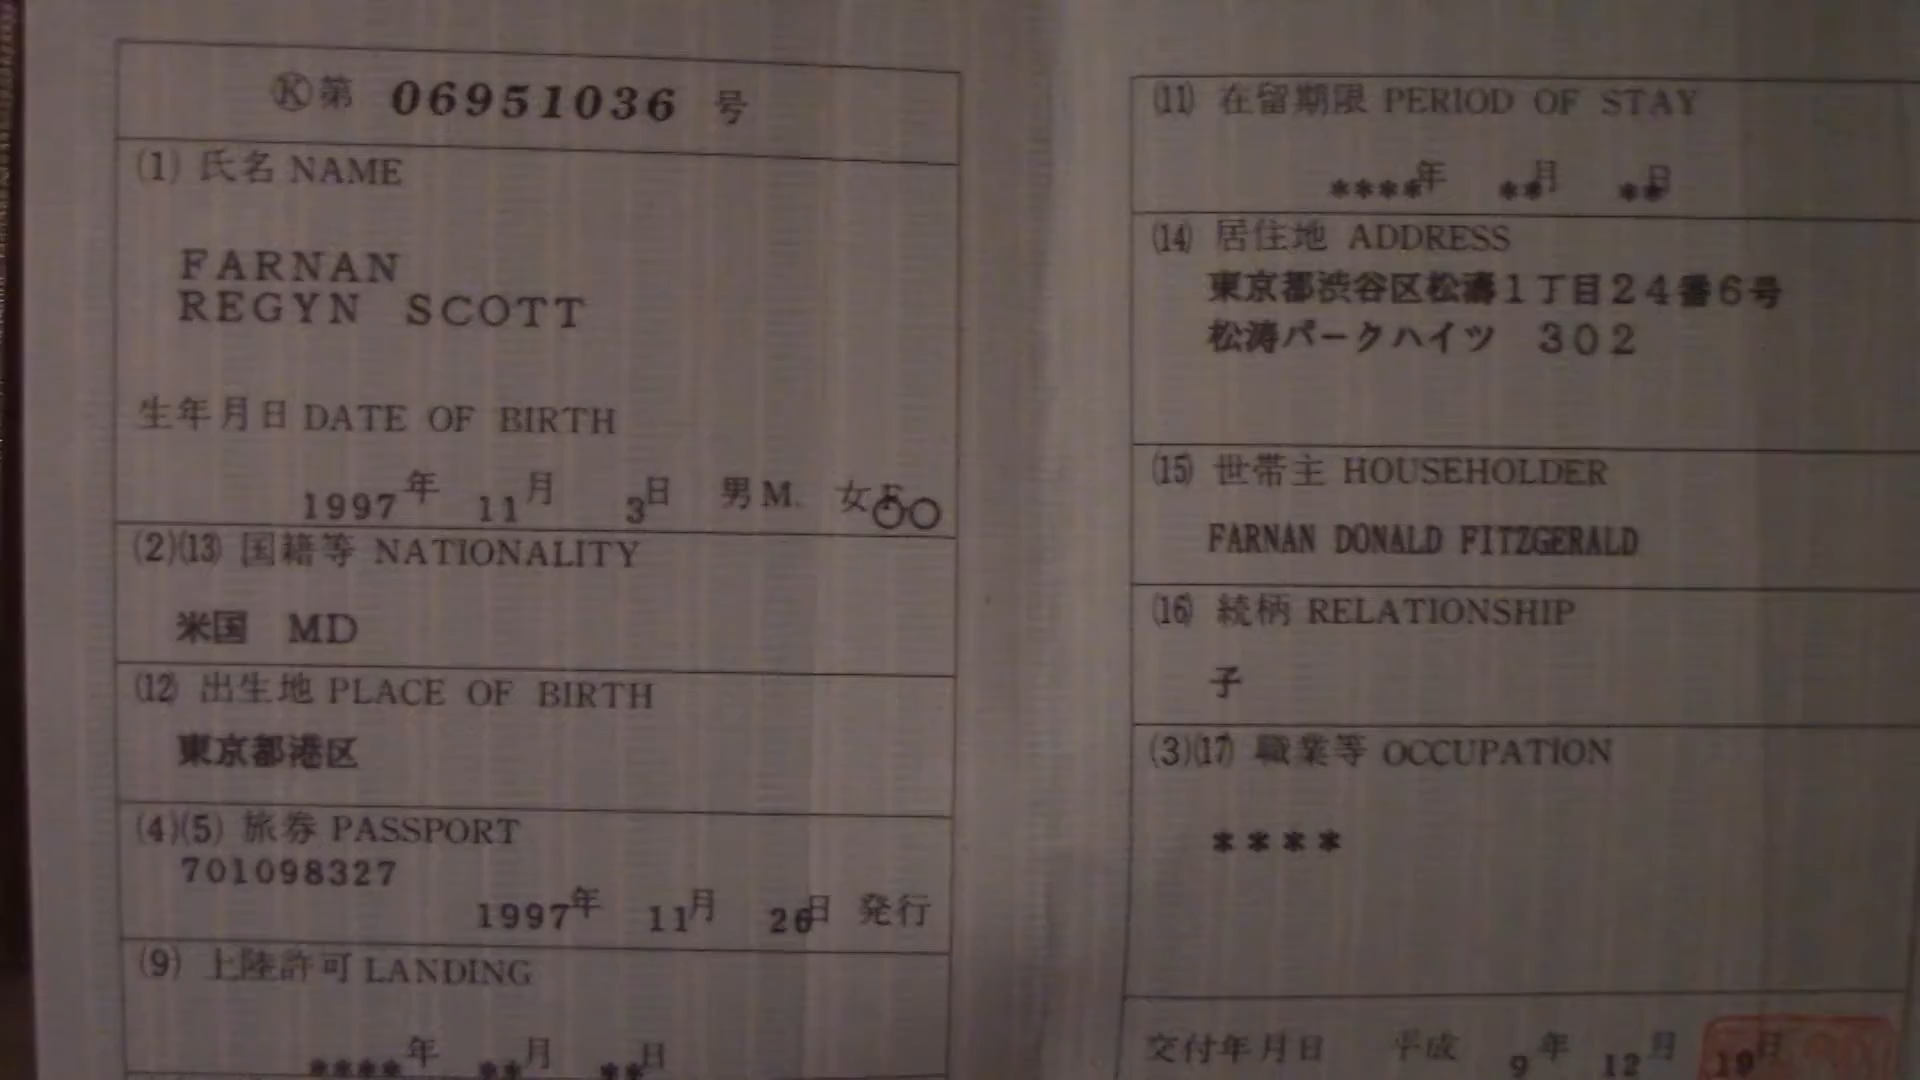 Ⓚ第 06951036 号
(1) 氏名 NAME
FARNAN
REGYN SCOTT
生年月日 DATE OF BIRTH
1997年 11月 3日 男M. 女F
(2)(13) 国籍等 NATIONALITY
米国 MD
(12) 出生地 PLACE OF BIRTH
東京都港区
(4)(5) 旅券 PASSPORT
701098327
1997年 11月 26日 発行
(9) 上陸許可 LANDING
****年 **月 **日
(11) 在留期限 PERIOD OF STAY
****年 **月 **日
(14) 居住地 ADDRESS
東京都渋谷区松濤1丁目24番6号
松涛パークハイツ 302
(15) 世帯主 HOUSEHOLDER
FARNAN DONALD FITZGERALD
(16) 続柄 RELATIONSHIP
子
(3)(17) 職業等 OCCUPATION
****
交付年月日 平成 9年 12月 19日